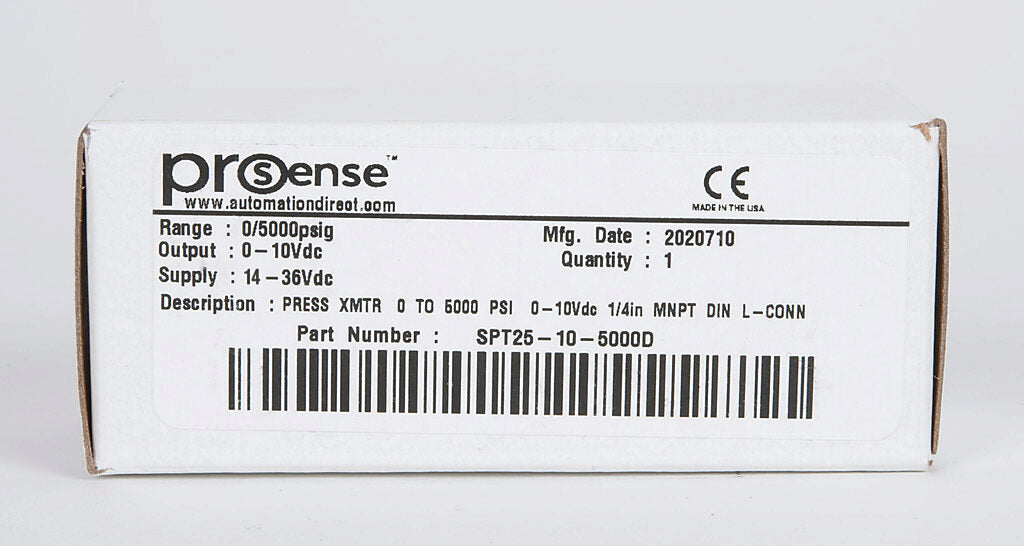 prosense™
www.automationdirect.com
CE
MADE IN THE USA
Range : 0/5000psig
Output : 0-10Vdc
Supply : 14-36Vdc
Mfg. Date : 2020710
Quantity : 1
Description : PRESS XMTR 0 TO 5000 PSI 0-10Vdc 1/4in MNPT DIN L-CONN
Part Number : SPT25-10-5000D